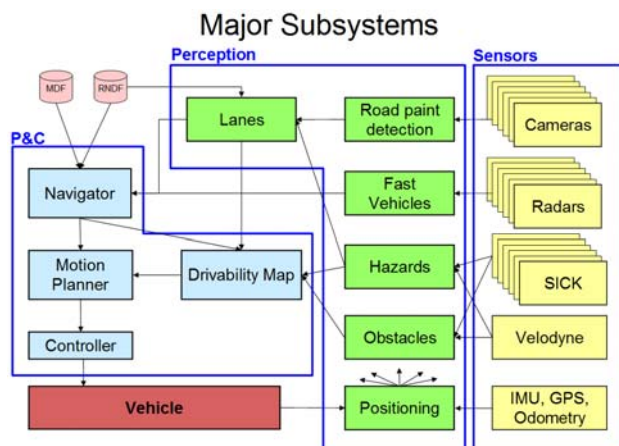 Major Subsystems
Perception
Sensors
MDF
RNDF
Lanes
Road paint
detection
Cameras
P&C
Navigator
Fast
Vehicles
Radars
Motion
Planner
Drivability Map
Hazards
SICK
Controller
Obstacles
Velodyne
Vehicle
Positioning
IMU, GPS,
Odometry